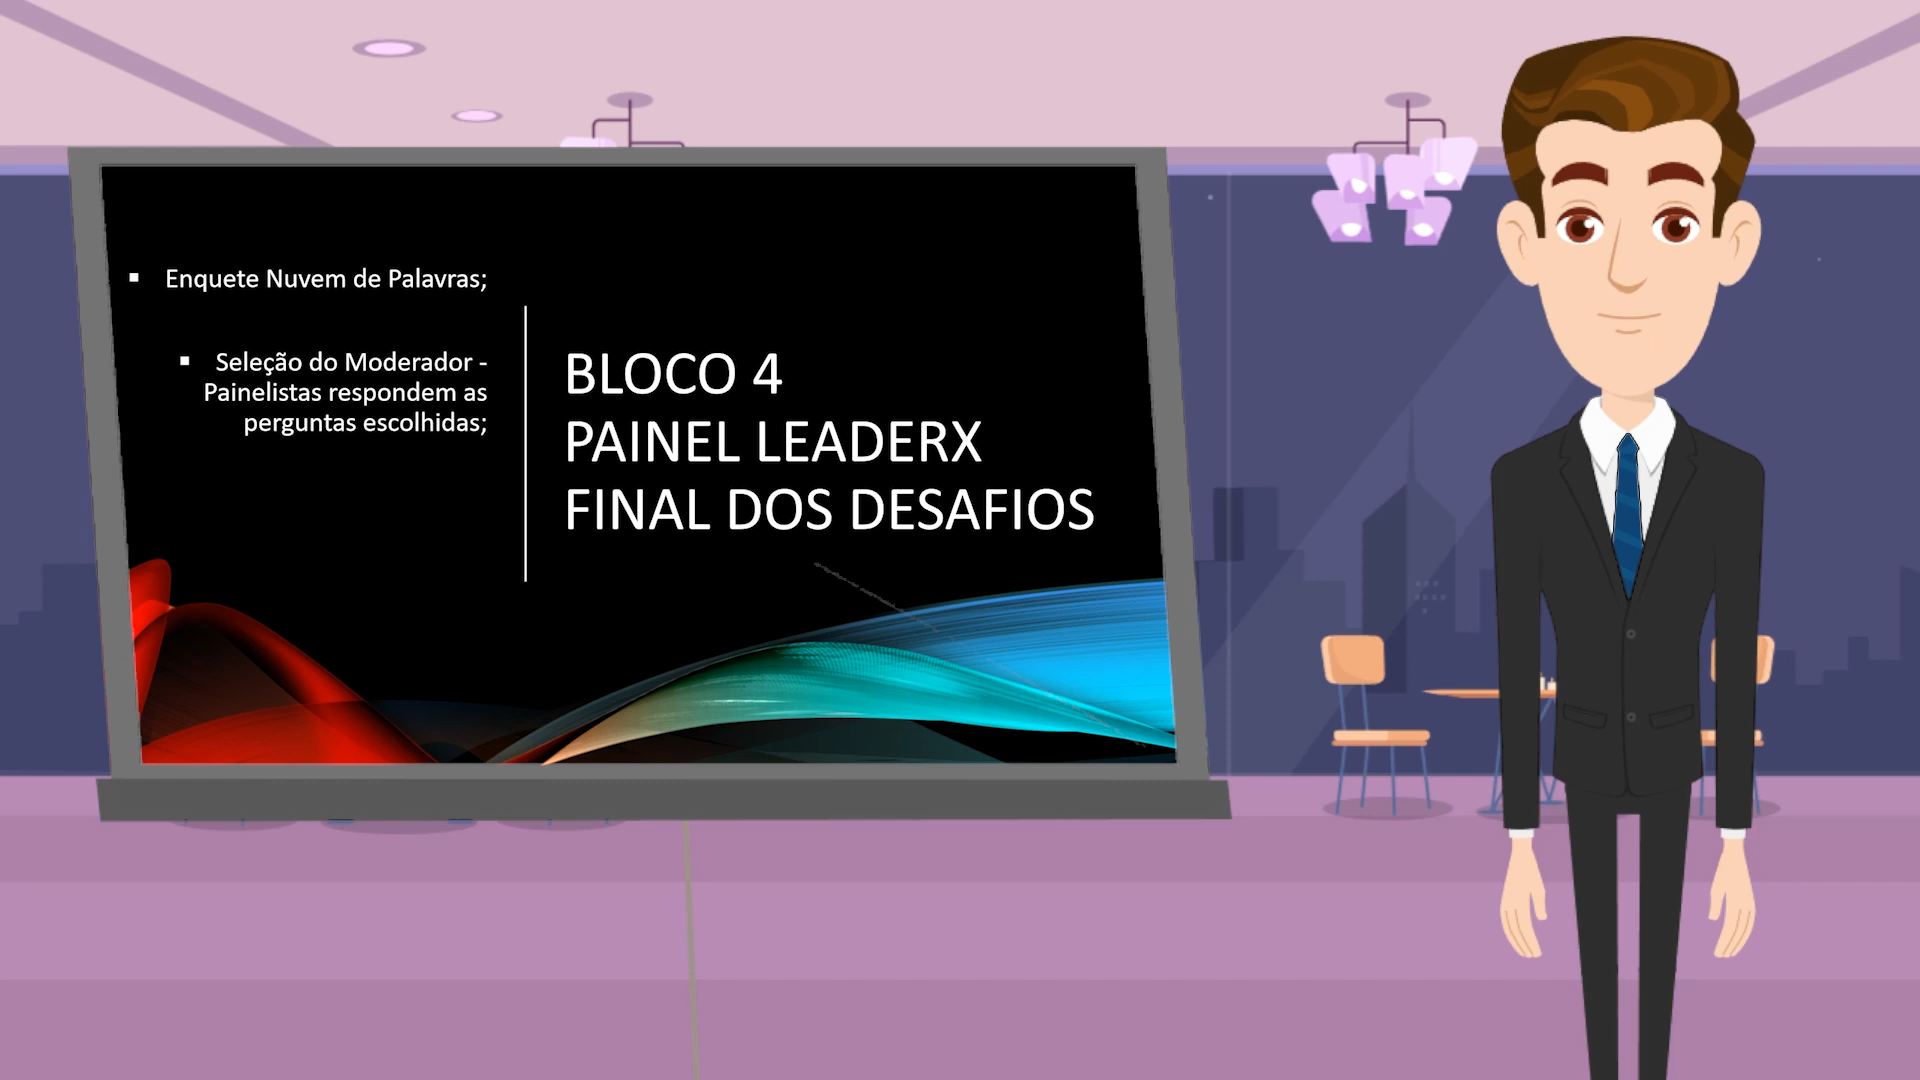 ▪ Enquete Nuvem de Palavras;
▪ Seleção do Moderador -
Painelistas respondem as
perguntas escolhidas;
BLOCO 4
PAINEL LEADERX
FINAL DOS DESAFIOS